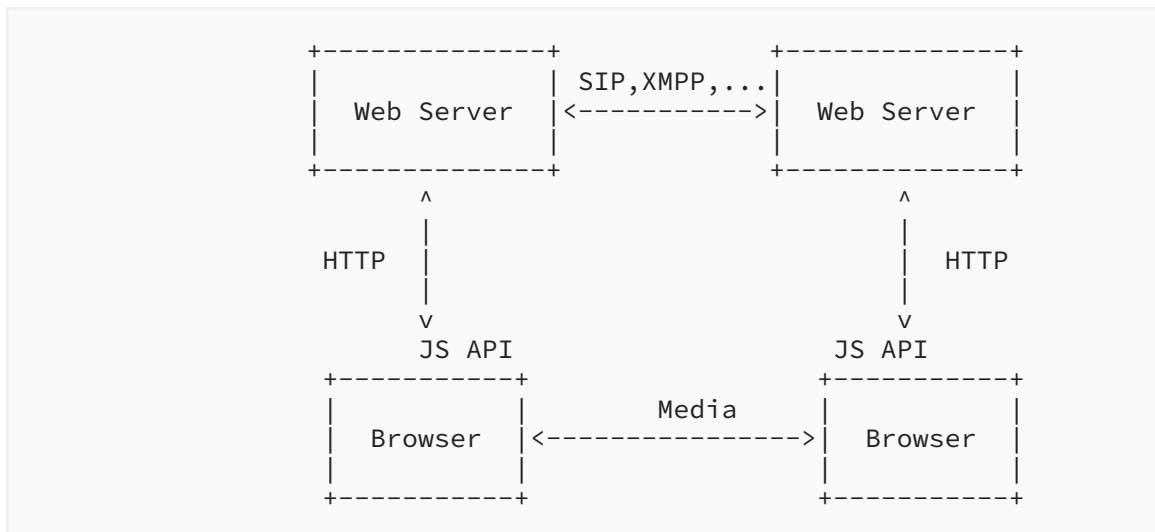 SIP,XMPP,...
Web Server Web Server
HTTP HTTP
JS API JS API
Media
Browser Browser